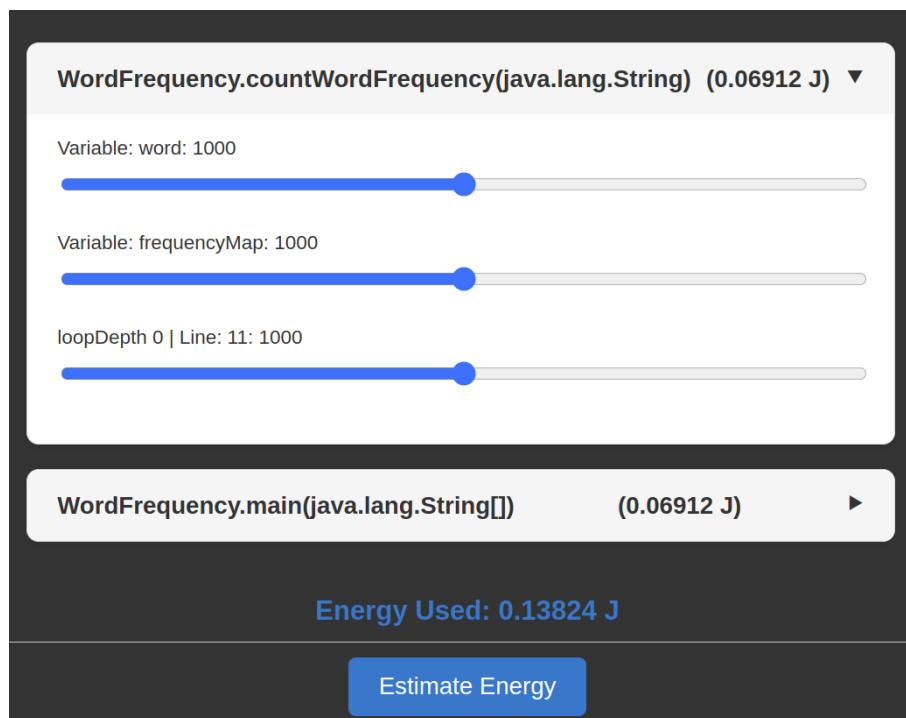 WordFrequency.countWordFrequency(java.lang.String) (0.06912 J) ▼
Variable: word: 1000
Variable: frequencyMap: 1000
loopDepth 0 | Line: 11: 1000
WordFrequency.main(java.lang.String[]) (0.06912 J) ▶
Energy Used: 0.13824 J
Estimate Energy